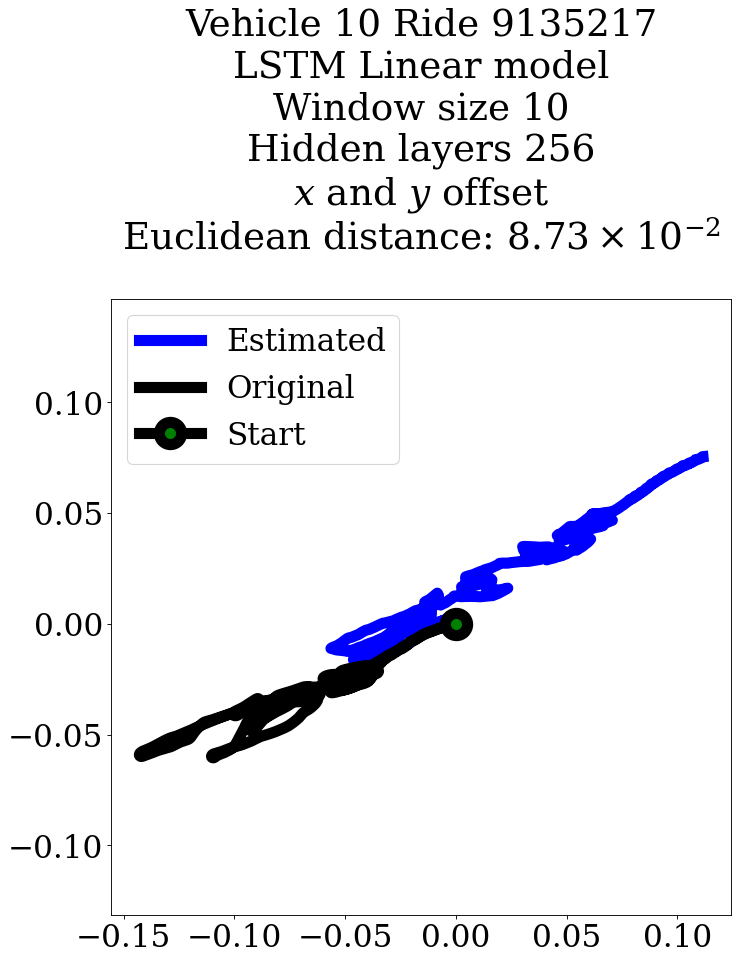 Vehicle 10 Ride 9135217
LSTM Linear model
Window size 10
Hidden layers 256
x and y offset
Euclidean distance: 8.73 × 10⁻²
Estimated
Original
Start
0.10
0.05
0.00
−0.05
−0.10
−0.15 −0.10 −0.05 0.00 0.05 0.10